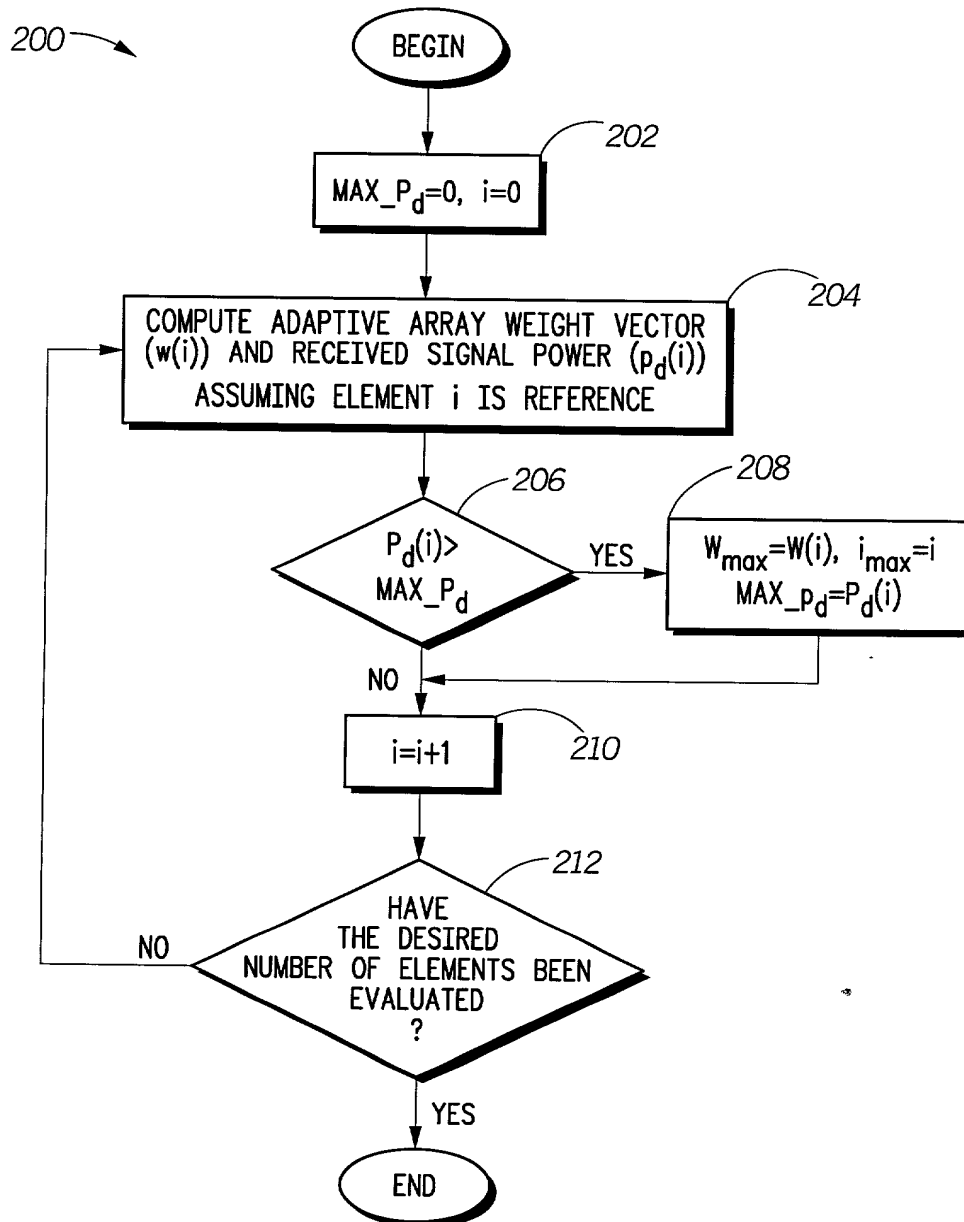 200
BEGIN
202
MAX_Pd=0, i=0
204
COMPUTE ADAPTIVE ARRAY WEIGHT VECTOR
(w(i)) AND RECEIVED SIGNAL POWER (pd(i))
ASSUMING ELEMENT i IS REFERENCE
206
Pd(i)>
MAX_Pd
YES
208
Wmax=W(i), imax=i
MAX_pd=Pd(i)
NO
210
i=i+1
212
HAVE
THE DESIRED
NUMBER OF ELEMENTS BEEN
EVALUATED
?
NO
YES
END